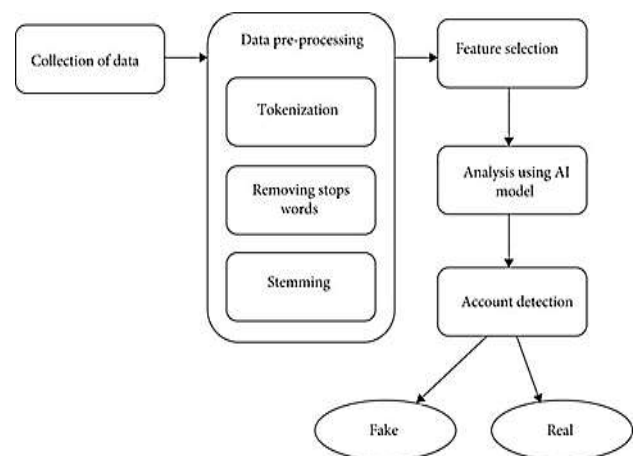 Collection of data
Data pre-processing
Tokenization
Removing stops
words
Stemming
Feature selection
Analysis using AI
model
Account detection
Fake
Real